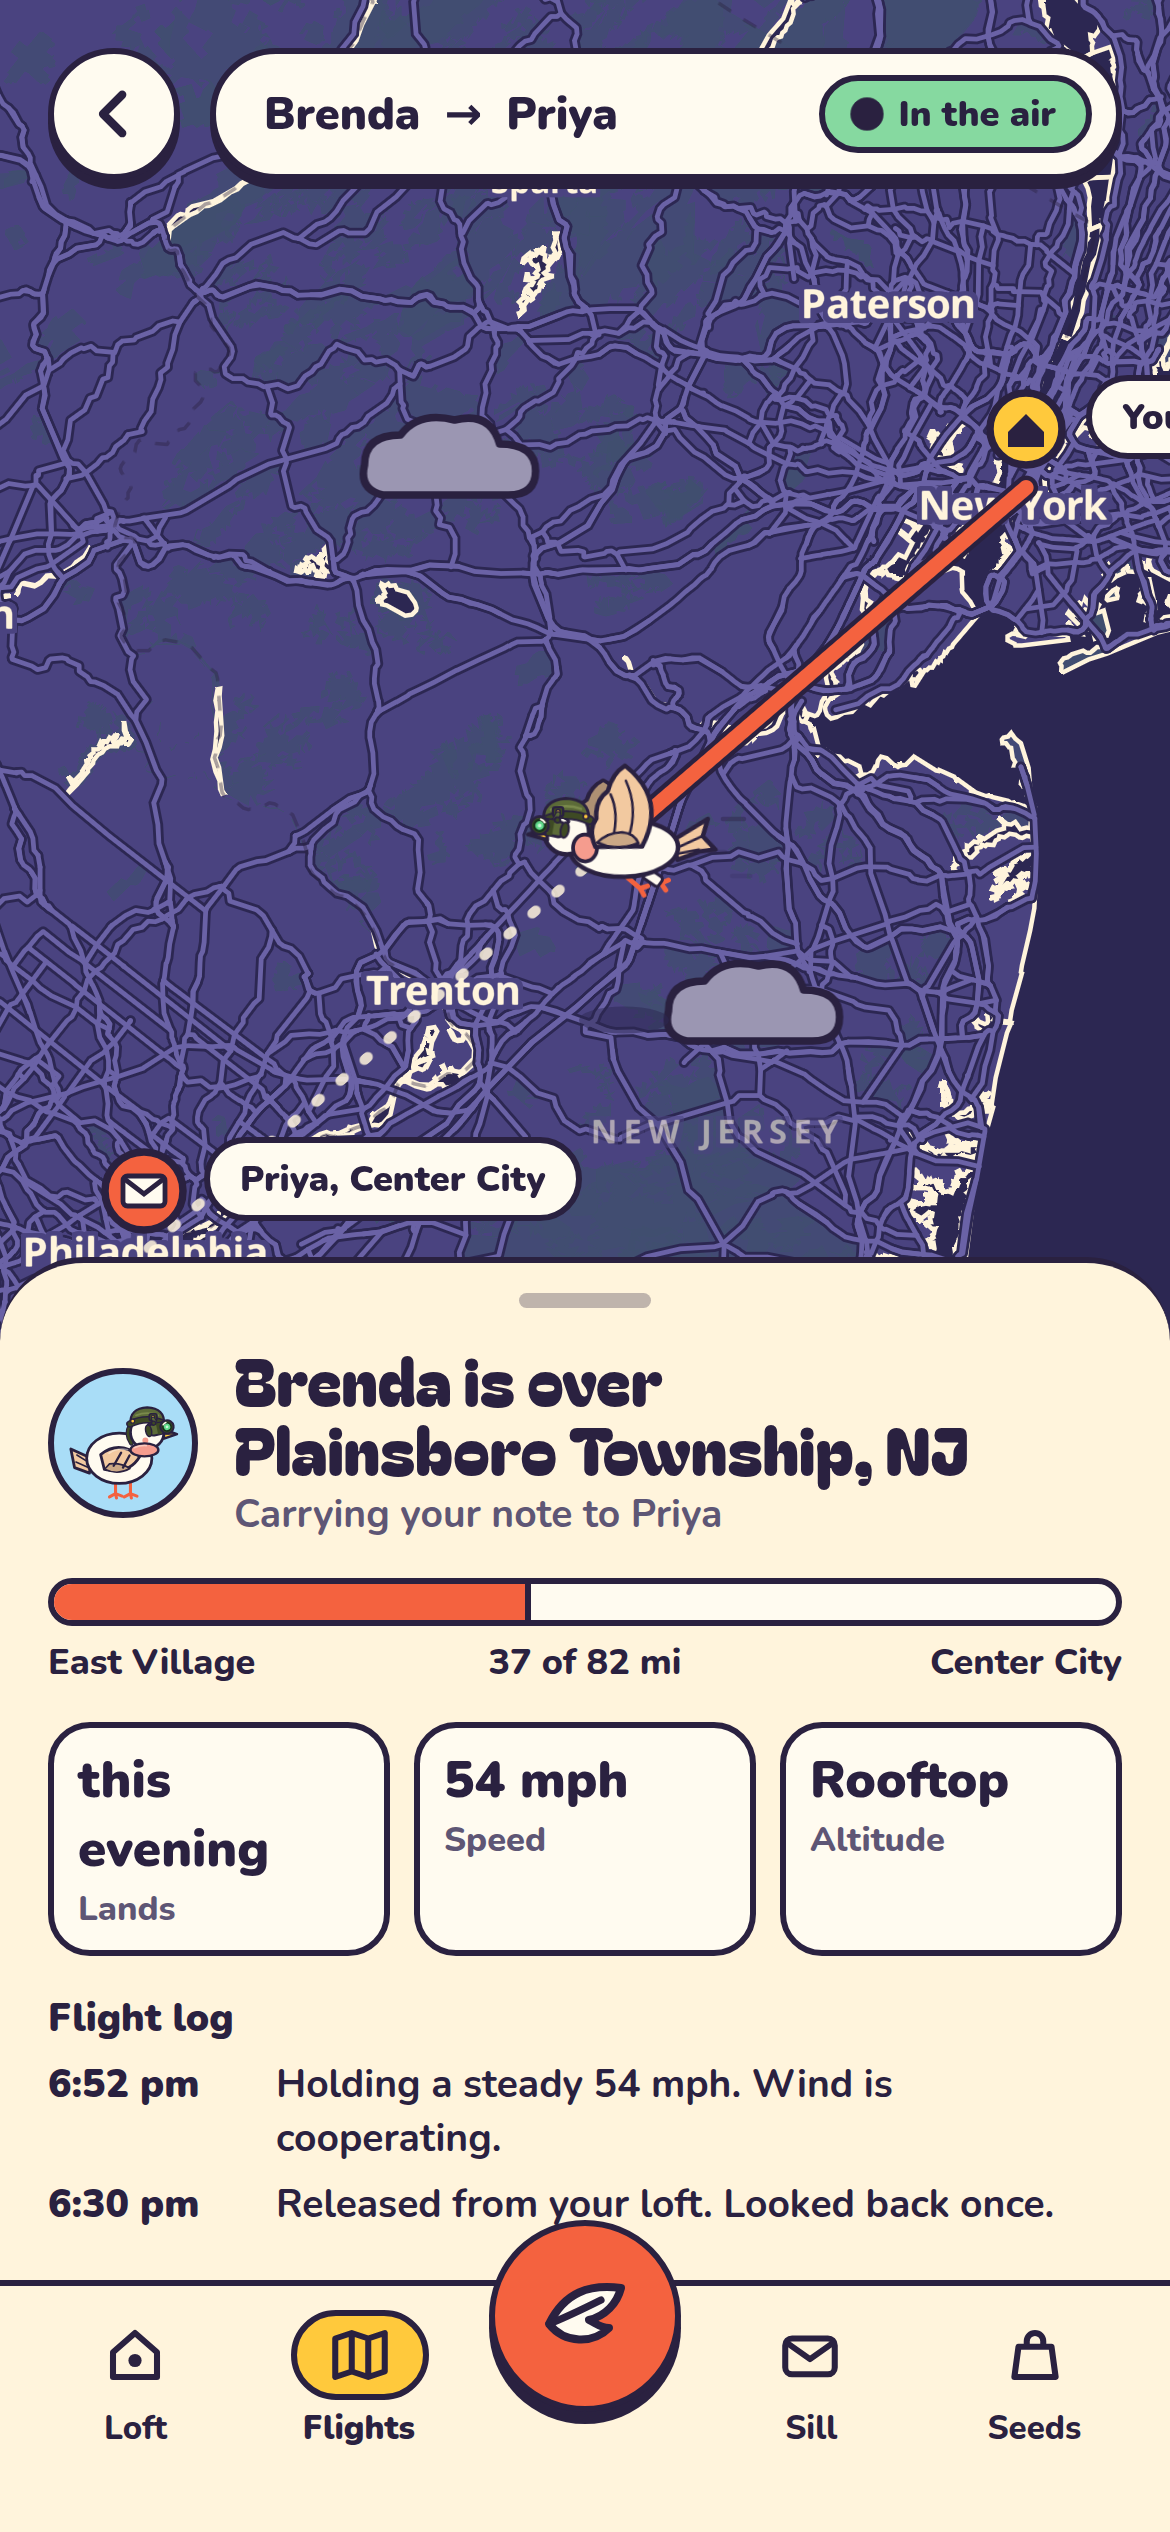 Brenda → Priya
In the air
Sparta
Paterson
You
New York
Trenton
NEW JERSEY
Priya, Center City
Philadelphia
Brenda is over
Plainsboro Township, NJ
Carrying your note to Priya
East Village
37 of 82 mi
Center City
this
evening
Lands
54 mph
Speed
Rooftop
Altitude
Flight log
6:52 pm
Holding a steady 54 mph. Wind is
cooperating.
6:30 pm
Released from your loft. Looked back once.
Loft
Flights
Sill
Seeds